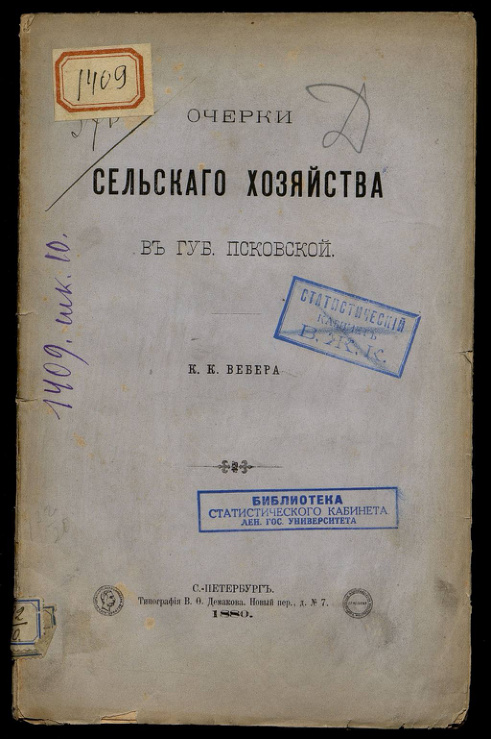 1409
Д
ОЧЕРКИ
СЕЛЬСКАГО ХОЗЯЙСТВА
ВЪ ГУБ. ПСКОВСКОЙ.
1409. шк. 10.
СТАТИСТИЧЕСКІЙ
КАБИНЕТЪ
В. Ж. К.
К. К. ВЕБЕРА
БИБЛИОТЕКА
СТАТИСТИЧЕСКОГО КАБИНЕТА
ЛЕН. ГОС. УНИВЕРСИТЕТА
С.-ПЕТЕРБУРГЪ.
Типографія В. Ѳ. Демакова. Новый пер., д. № 7.
1880.